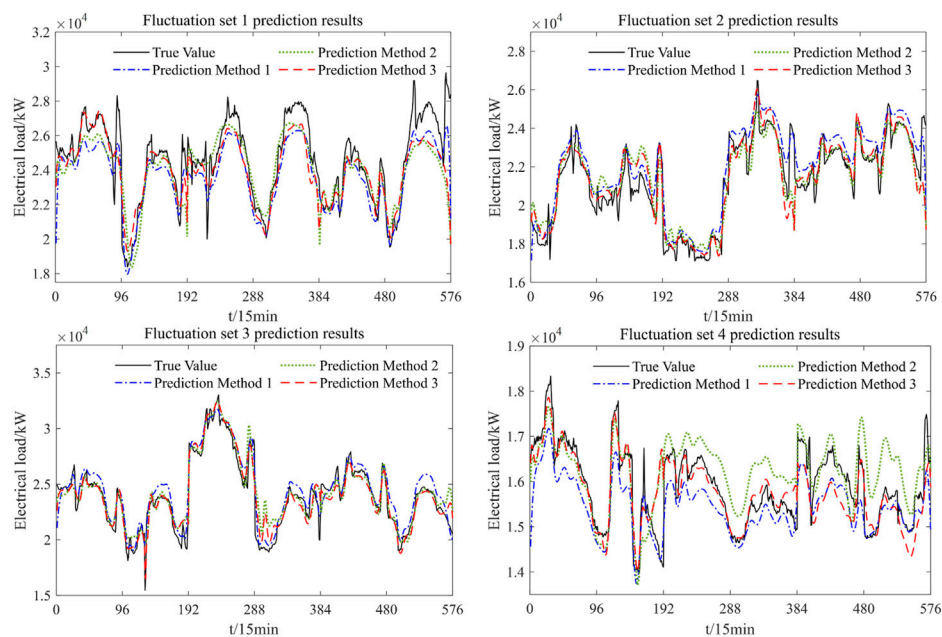 Fluctuation set 1 prediction results
×10⁴
3.2
3
2.8
2.6
2.4
2.2
2
1.8
Electrical load/kW
True Value
Prediction Method 2
Prediction Method 1
Prediction Method 3
0 96 192 288 384 480 576
t/15min
Fluctuation set 2 prediction results
×10⁴
2.8
2.6
2.4
2.2
2
1.8
1.6
Electrical load/kW
True Value
Prediction Method 2
Prediction Method 1
Prediction Method 3
0 96 192 288 384 480 576
t/15min
Fluctuation set 3 prediction results
×10⁴
3.5
3
2.5
2
1.5
Electrical load/kW
True Value
Prediction Method 2
Prediction Method 1
Prediction Method 3
0 96 192 288 384 480 576
t/15min
Fluctuation set 4 prediction results
×10⁴
1.9
1.8
1.7
1.6
1.5
1.4
1.3
Electrical load/kW
True Value
Prediction Method 2
Prediction Method 1
Prediction Method 3
0 96 192 288 384 480 576
t/15min